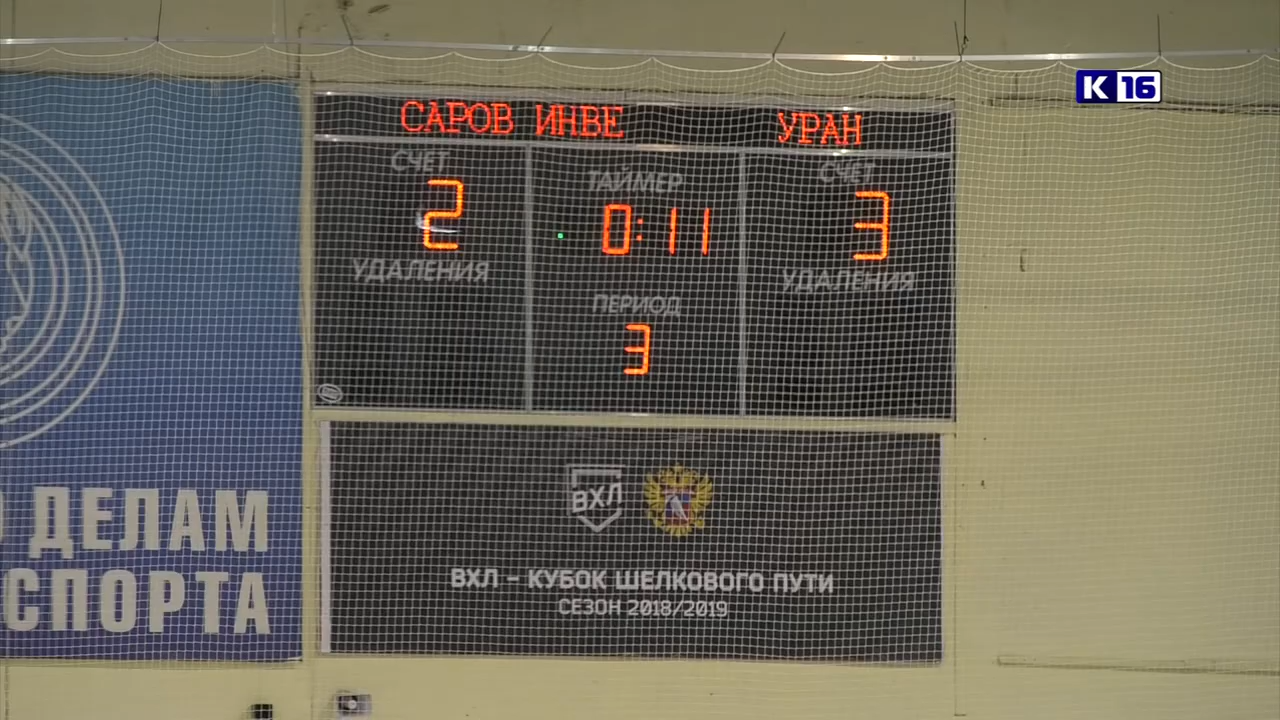 K 16
САРОВ ИНВЕ УРАН
СЧЕТ ТАЙМЕР СЧЕТ
2 0:11 3
УДАЛЕНИЯ ПЕРИОД УДАЛЕНИЯ
3
ВХЛ
ДЕЛАМ
СПОРТА
ВХЛ – КУБОК ШЕЛКОВОГО ПУТИ
СЕЗОН 2018/2019